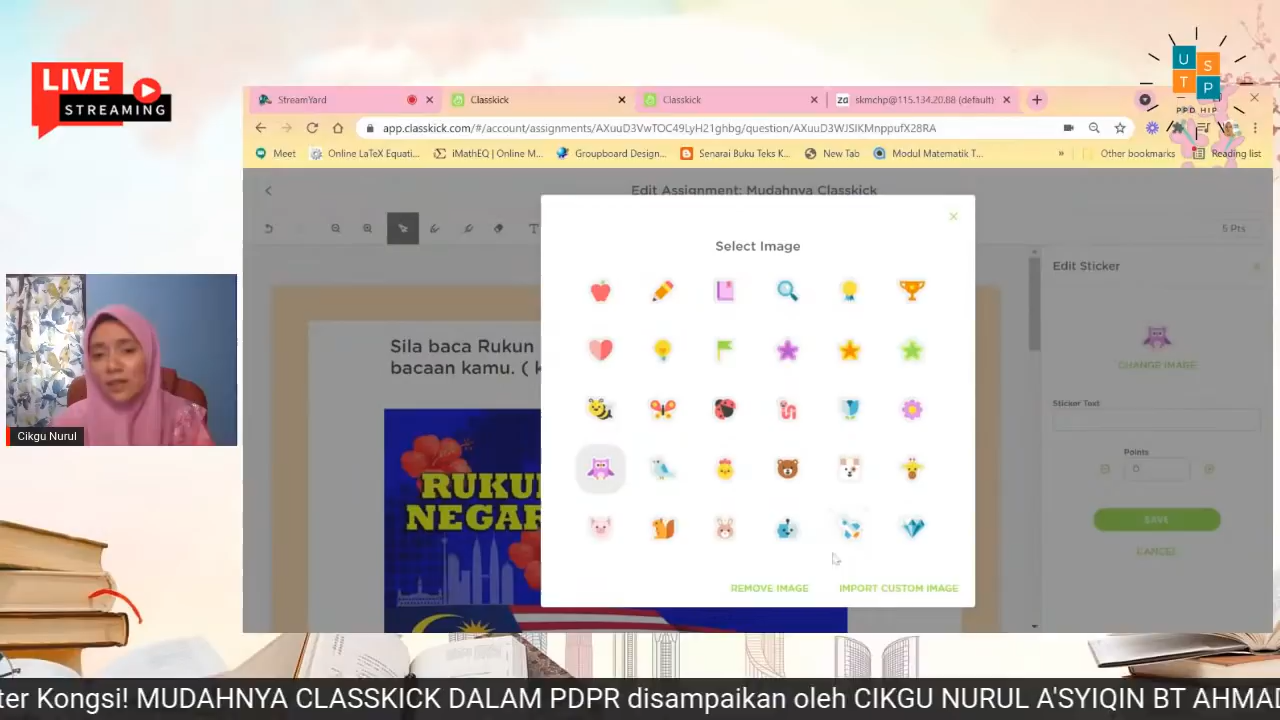 LIVE
STREAMING
U S
T P
PPD HIP
StreamYard
Classkick
Classkick
za skmchp@115.134.20.88 (default)
app.classkick.com/#/account/assignments/AXuuD3VwTOC49LyH21ghbg/question/AXuuD3WJSIKMnppufX28RA
Meet
Online LaTeX Equati...
iMathEQ | Online M...
Groupboard Design...
Senarai Buku Teks K...
New Tab
Modul Matematik T...
»
Other bookmarks
Reading list
Edit Assignment: Mudahnya Classkick
5 Pts
Select Image
Edit Sticker
CHANGE IMAGE
Sticker Text:
Points
0
SAVE
CANCEL
Sila baca Rukun
bacaan kamu. ( k
RUKU
NEGAR
REMOVE IMAGE
IMPORT CUSTOM IMAGE
Cikgu Nurul
ter Kongsi! MUDAHNYA CLASSKICK DALAM PDPR disampaikan oleh CIKGU NURUL A'SYIQIN BT AHMAD